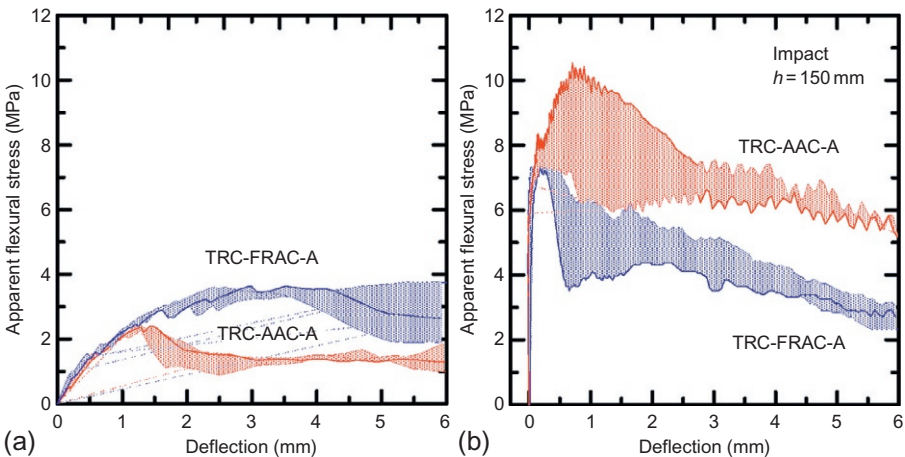 12
10
8
6
4
2
0
Apparent flexural stress (MPa)
TRC-FRAC-A
TRC-AAC-A
0 1 2 3 4 5 6
Deflection (mm)
(a)
12
10
8
6
4
2
0
Apparent flexural stress (MPa)
Impact
h = 150 mm
TRC-AAC-A
TRC-FRAC-A
0 1 2 3 4 5 6
Deflection (mm)
(b)